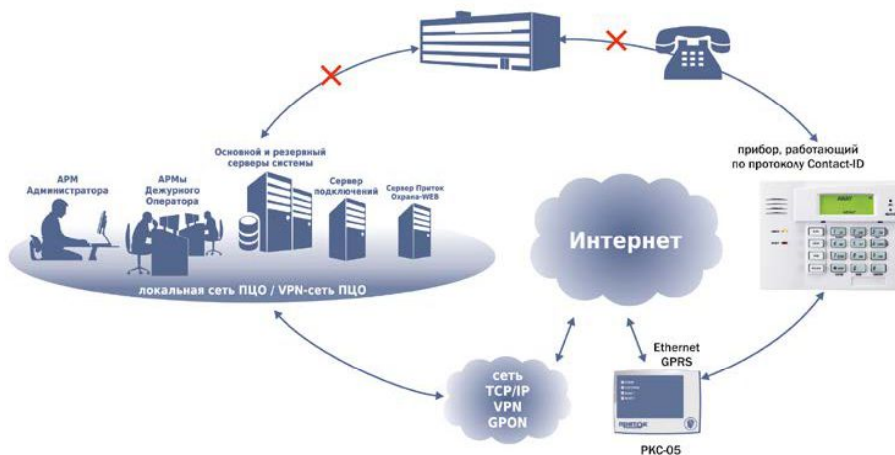 прибор, работающий
по протоколу Contact-ID
Основной и резервный
серверы системы
АРМ
Администратора
АРМы
Дежурного
Оператора
Сервер
подключений
Сервер Приток
Охрана-WEB
Интернет
локальная сеть ПЦО / VPN-сеть ПЦО
Ethernet
GPRS
сеть
TCP/IP
VPN
GPON
ПРИТОК
РКС-05